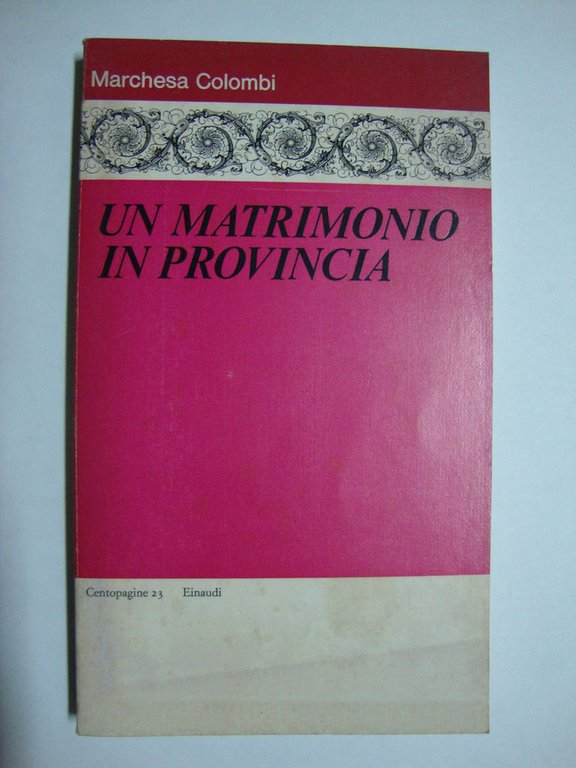 Marchesa Colombi
UN MATRIMONIO
IN PROVINCIA
Centopagine 23 Einaudi